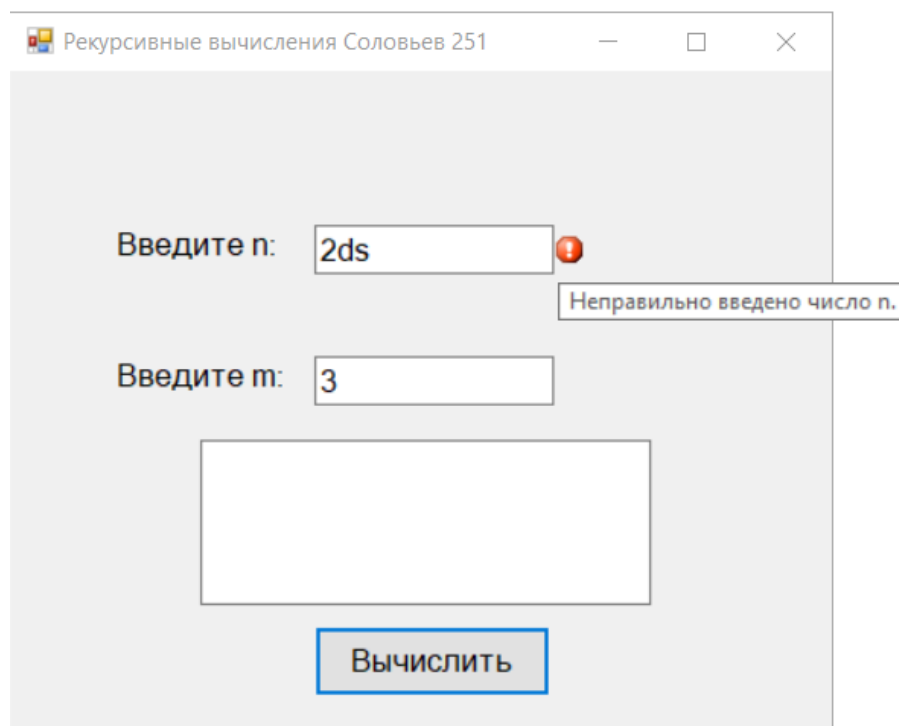 Рекурсивные вычисления Соловьев 251
Введите n: 2ds
Неправильно введено число n.
Введите m: 3
Вычислить